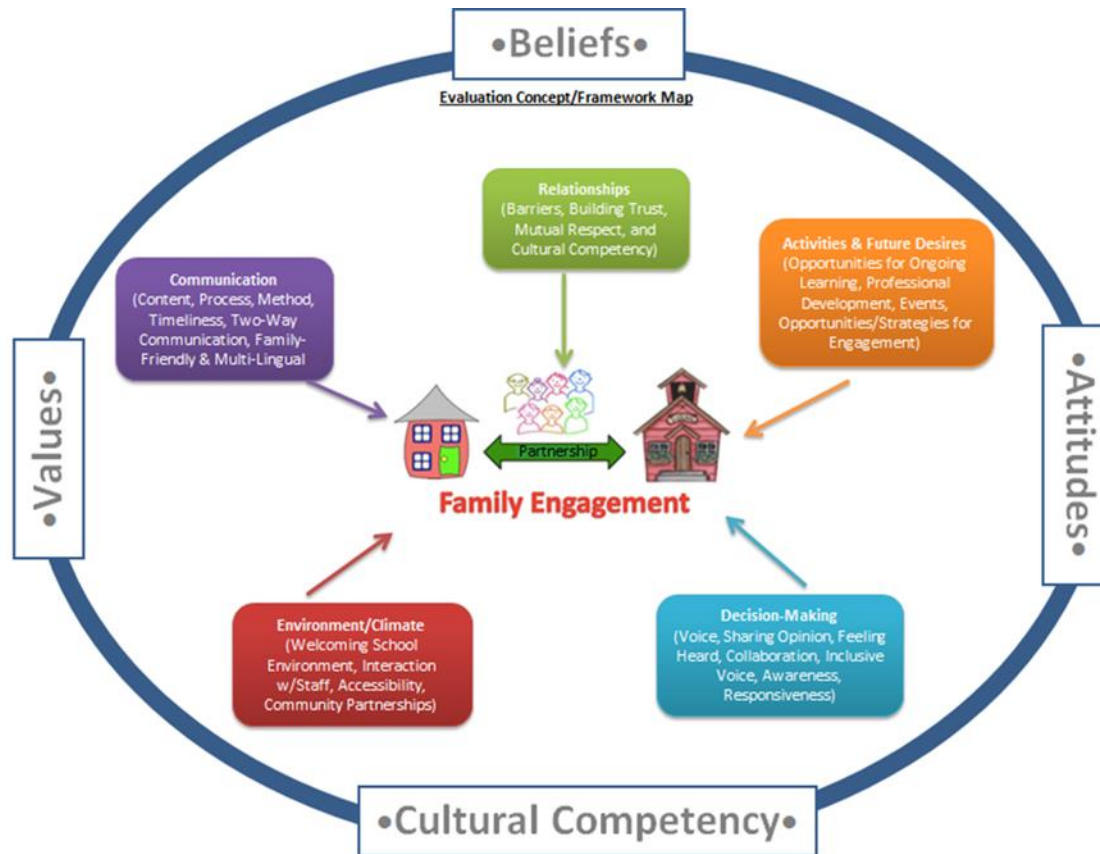 •Beliefs•
Evaluation Concept/Framework Map
Relationships
(Barriers, Building Trust,
Mutual Respect, and
Cultural Competency)
Activities & Future Desires
(Opportunities for Ongoing
Learning, Professional
Development, Events,
Opportunities/Strategies for
Engagement)
Communication
(Content, Process, Method,
Timeliness, Two-Way
Communication, Family-
Friendly & Multi-Lingual
•Values•
•Attitudes•
Partnership
Family Engagement
Environment/Climate
(Welcoming School
Environment, Interaction
w/Staff, Accessibility,
Community Partnerships)
Decision-Making
(Voice, Sharing Opinion, Feeling
Heard, Collaboration, Inclusive
Voice, Awareness,
Responsiveness)
•Cultural Competency•